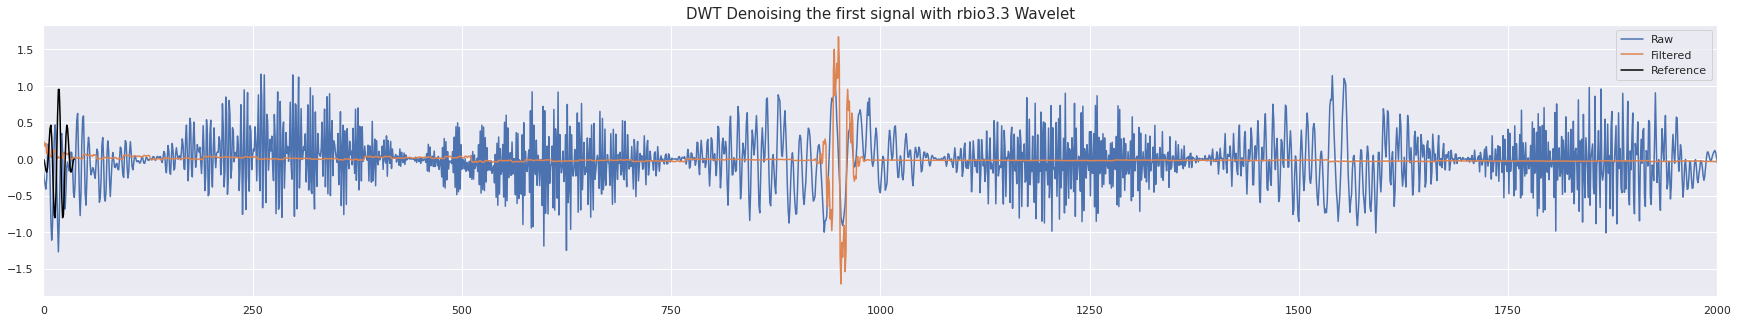 DWT Denoising the first signal with rbio3.3 Wavelet
Raw
Filtered
Reference
1.5
1.0
0.5
0.0
−0.5
−1.0
−1.5
0 250 500 750 1000 1250 1500 1750 2000